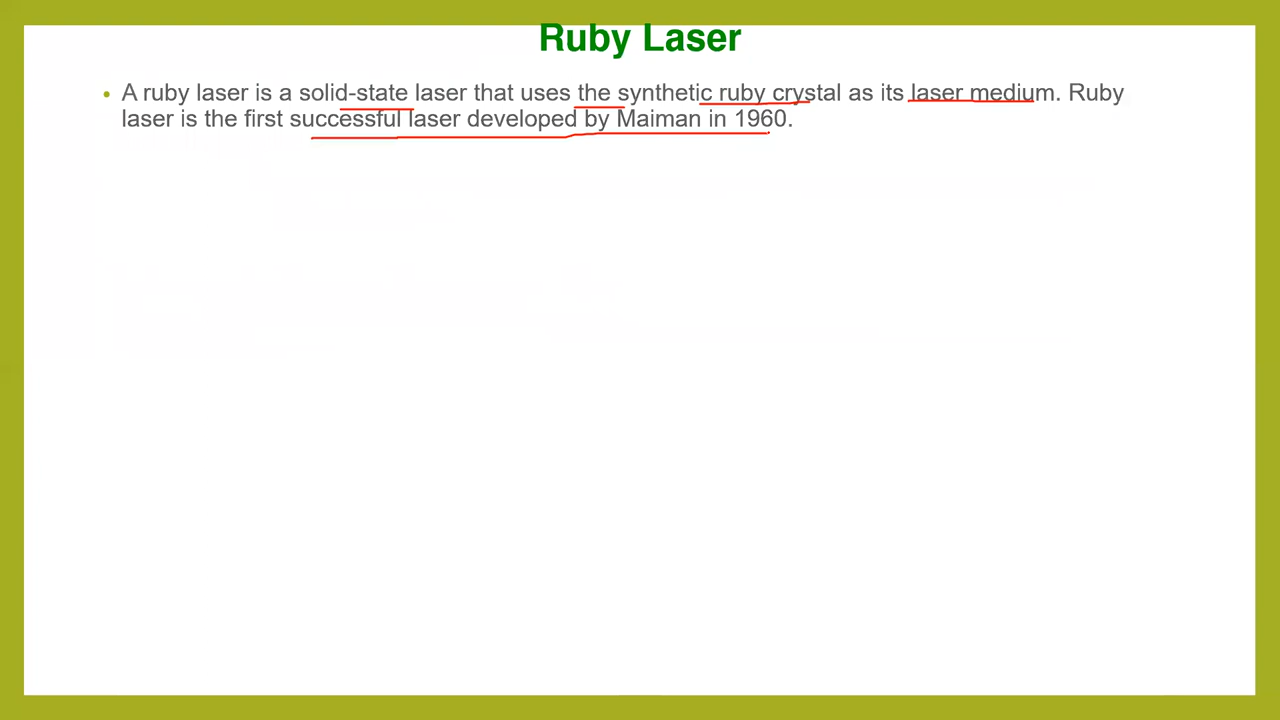 Ruby Laser
• A ruby laser is a solid-state laser that uses the synthetic ruby crystal as its laser medium. Ruby
laser is the first successful laser developed by Maiman in 1960.